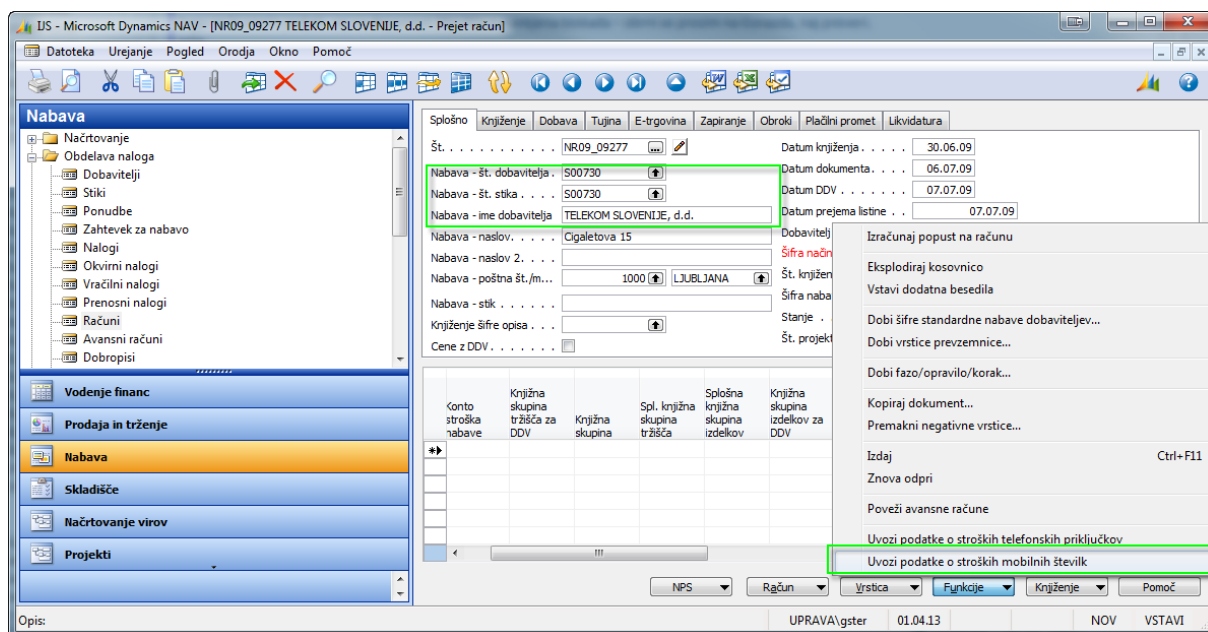 IJS - Microsoft Dynamics NAV - [NR09_09277 TELEKOM SLOVENIJE, d.d. - Prejet račun]
Datoteka Urejanje Pogled Orodja Okno Pomoč
Nabava
Načrtovanje
Obdelava naloga
Dobavitelji
Stiki
Ponudbe
Zahtevek za nabavo
Nalogi
Okvirni nalogi
Vračilni nalogi
Prenosni nalogi
Računi
Avansni računi
Dobropisi
Vodenje financ
Prodaja in trženje
Nabava
Skladišče
Načrtovanje virov
Projekti
Splošno Knjiženje Dobava Tujina E-trgovina Zapiranje Obroki Plačilni promet Likvidatura
Št. . . . . . . . . . . . . NR09_09277 ...
Nabava - št. dobavitelja . S00730
Nabava - št. stika . . . . S00730
Nabava - ime dobavitelja TELEKOM SLOVENIJE, d.d.
Nabava - naslov. . . . . Cigaletova 15
Nabava - naslov 2. . . .
Nabava - poštna št./m... 1000 LJUBLJANA
Nabava - stik . . . . . .
Knjiženje šifre opisa . . .
Cene z DDV. . . . . . .
Datum knjiženja. . . . . 30.06.09
Datum dokumenta. . . . 06.07.09
Datum DDV . . . . . . . 07.07.09
Datum prejema listine . . 07.07.09
Dobavitelj
Šifra način
Št. knjižen
Šifra naba
Stanje . .
Št. projekt
Konto stroška nabave
Knjižna skupina tržišča za DDV
Knjižna skupina
Spl. knjižna skupina tržišča
Splošna knjižna skupina izdelkov
Knjižna skupina izdelkov za DDV
Izračunaj popust na računu
Eksplodiraj kosovnico
Vstavi dodatna besedila
Dobi šifre standardne nabave dobaviteljev...
Dobi vrstice prevzemnice...
Dobi fazo/opravilo/korak...
Kopiraj dokument...
Premakni negativne vrstice...
Izdaj Ctrl+F11
Znova odpri
Poveži avansne račune
Uvozi podatke o stroških telefonskih priključkov
Uvozi podatke o stroških mobilnih številk
NPS Račun Vrstica Funkcije Knjiženje Pomoč
Opis: UPRAVA\gster 01.04.13 NOV VSTAVI